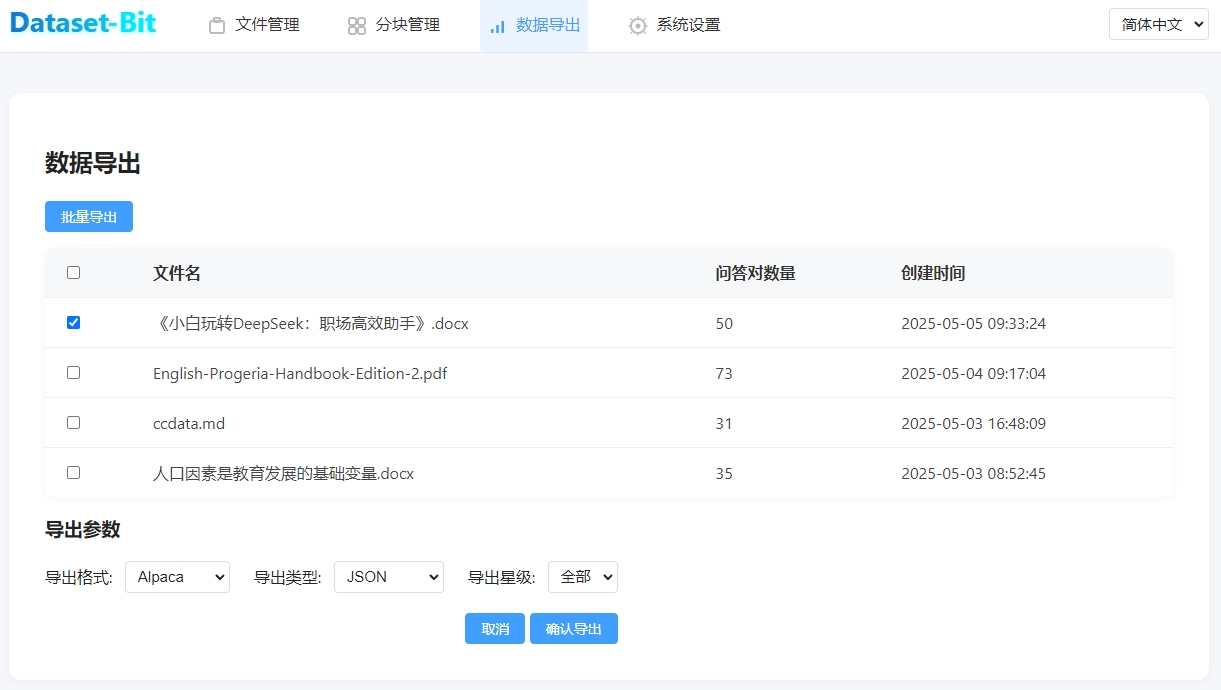 Dataset-Bit 文件管理 分块管理 数据导出 系统设置 简体中文
数据导出
批量导出
文件名 问答对数量 创建时间
《小白玩转DeepSeek：职场高效助手》.docx 50 2025-05-05 09:33:24
English-Progeria-Handbook-Edition-2.pdf 73 2025-05-04 09:17:04
ccdata.md 31 2025-05-03 16:48:09
人口因素是教育发展的基础变量.docx 35 2025-05-03 08:52:45
导出参数
导出格式: Alpaca 导出类型: JSON 导出星级: 全部
取消 确认导出